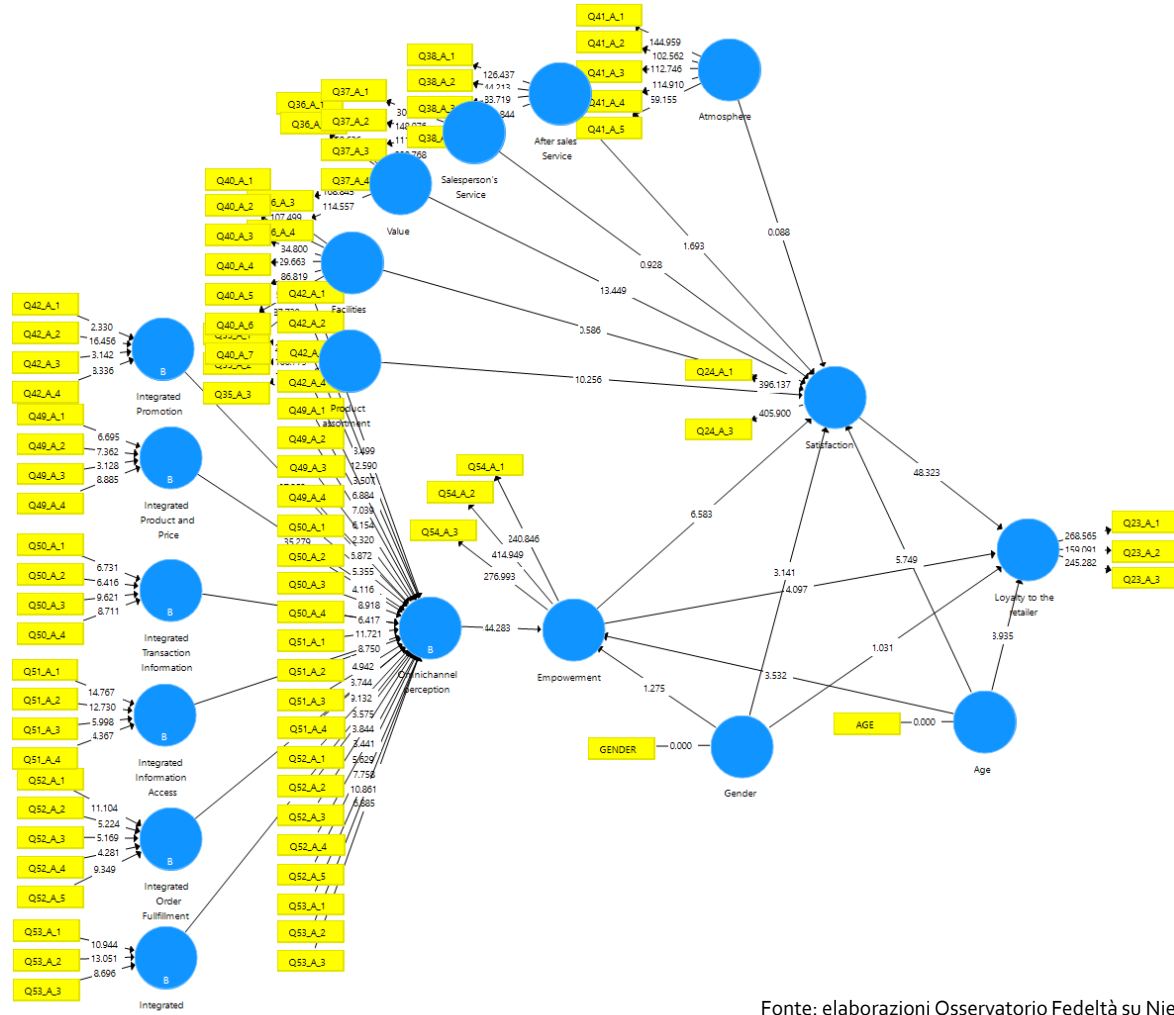 Q41_A_1
Q41_A_2
Q41_A_3
Q41_A_4
Q41_A_5
144.959
102.562
112.746
114.910
59.155
Atmosphere
Q38_A_1
Q38_A_2
126.437
After sales
Service
Q37_A_1
Q37_A_2
Q37_A_3
Salesperson's
Service
114.557
Value
Q40_A_1
Q40_A_2
Q40_A_3
Q40_A_4
Q40_A_5
Q40_A_6
Q40_A_7
107.499
34.800
29.663
86.819
Facilities
Q35_A_3
Product
assortment
1.693
0.088
0.928
13.449
10.256
Q24_A_1
Q24_A_3
396.137
405.900
Satisfaction
Q42_A_1
Q42_A_2
Q42_A_3
Q42_A_4
2.330
16.456
3.142
3.336
B
Integrated
Promotion
Q49_A_1
Q49_A_2
Q49_A_3
Q49_A_4
6.695
7.362
3.128
8.885
B
Integrated
Product and
Price
35.279
Q50_A_1
Q50_A_2
Q50_A_3
Q50_A_4
6.731
6.416
9.621
8.711
B
Integrated
Transaction
Information
Q51_A_1
Q51_A_2
Q51_A_3
Q51_A_4
14.767
12.730
5.998
4.367
B
Integrated
Information
Access
Q52_A_1
Q52_A_2
Q52_A_3
Q52_A_4
Q52_A_5
11.104
5.224
5.169
4.281
9.349
B
Integrated
Order
Fullfillment
Q53_A_1
Q53_A_2
Q53_A_3
10.944
13.051
8.696
B
Integrated
Q42_A_1
Q42_A_2
Q42_A_4
Q49_A_1
Q49_A_2
Q49_A_3
Q49_A_4
Q50_A_1
Q50_A_2
Q50_A_3
Q50_A_4
Q51_A_1
Q51_A_2
Q51_A_3
Q51_A_4
Q52_A_1
Q52_A_2
Q52_A_3
Q52_A_4
Q52_A_5
Q53_A_1
Q53_A_2
Q53_A_3
3.499
12.590
3.507
6.884
7.039
6.154
2.320
5.872
5.355
4.116
8.918
6.417
11.721
8.750
4.942
3.744
3.132
3.575
3.844
3.441
5.629
7.758
10.861
6.885
B
Omnichannel
perception
44.283
Q54_A_1
Q54_A_2
Q54_A_3
240.846
414.949
276.993
Empowerment
6.583
48.323
3.141
5.749
4.097
1.031
3.935
3.532
1.275
268.565
159.091
245.282
Q23_A_1
Q23_A_2
Q23_A_3
Loyalty to the
retailer
GENDER
0.000
Gender
AGE
0.000
Age
Fonte: elaborazioni Osservatorio Fedeltà su Nie